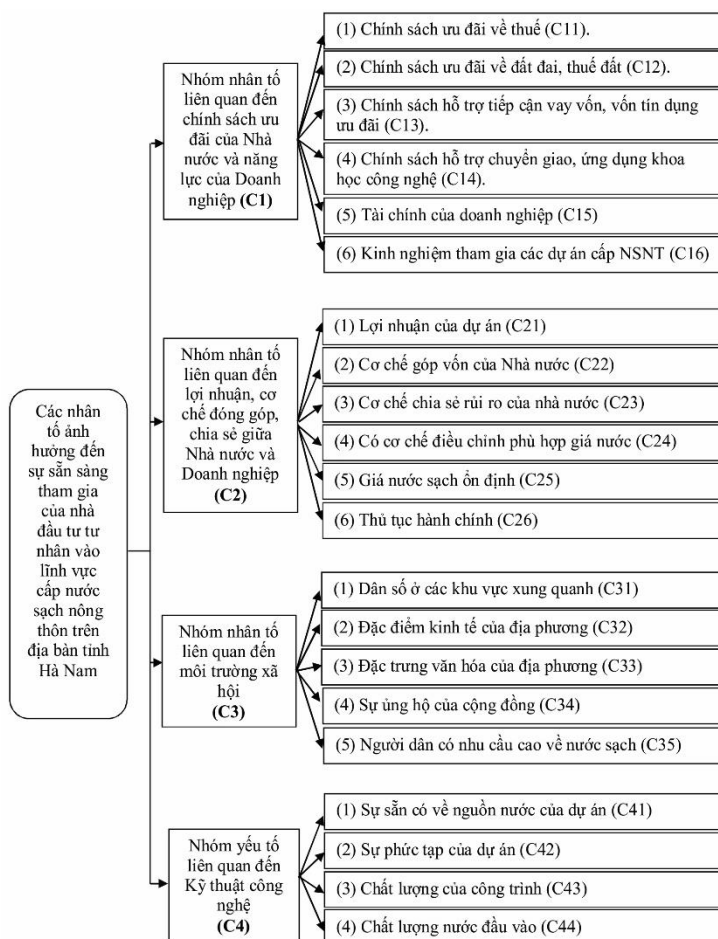 Các nhân
tố ảnh
hưởng đến
sự sẵn sàng
tham gia
của nhà
đầu tư tư
nhân vào
lĩnh vực
cấp nước
sạch nông
thôn trên
địa bàn tỉnh
Hà Nam
Nhóm nhân tố
liên quan đến
chính sách ưu
đãi của Nhà
nước và năng
lực của Doanh
nghiệp (C1)
(1) Chính sách ưu đãi về thuế (C11).
(2) Chính sách ưu đãi về đất đai, thuế đất (C12).
(3) Chính sách hỗ trợ tiếp cận vay vốn, vốn tín dụng
ưu đãi (C13).
(4) Chính sách hỗ trợ chuyển giao, ứng dụng khoa
học công nghệ (C14).
(5) Tài chính của doanh nghiệp (C15)
(6) Kinh nghiệm tham gia các dự án cấp NSNT (C16)
Nhóm nhân tố
liên quan đến
lợi nhuận, cơ
chế đóng góp,
chia sẻ giữa
Nhà nước và
Doanh nghiệp
(C2)
(1) Lợi nhuận của dự án (C21)
(2) Cơ chế góp vốn của Nhà nước (C22)
(3) Cơ chế chia sẻ rủi ro của nhà nước (C23)
(4) Có cơ chế điều chỉnh phù hợp giá nước (C24)
(5) Giá nước sạch ổn định (C25)
(6) Thủ tục hành chính (C26)
Nhóm nhân tố
liên quan đến
môi trường xã
hội
(C3)
(1) Dân số ở các khu vực xung quanh (C31)
(2) Đặc điểm kinh tế của địa phương (C32)
(3) Đặc trưng văn hóa của địa phương (C33)
(4) Sự ủng hộ của cộng đồng (C34)
(5) Người dân có nhu cầu cao về nước sạch (C35)
Nhóm yếu tố
liên quan đến
Kỹ thuật công
nghệ
(C4)
(1) Sự sẵn có về nguồn nước của dự án (C41)
(2) Sự phức tạp của dự án (C42)
(3) Chất lượng của công trình (C43)
(4) Chất lượng nước đầu vào (C44)